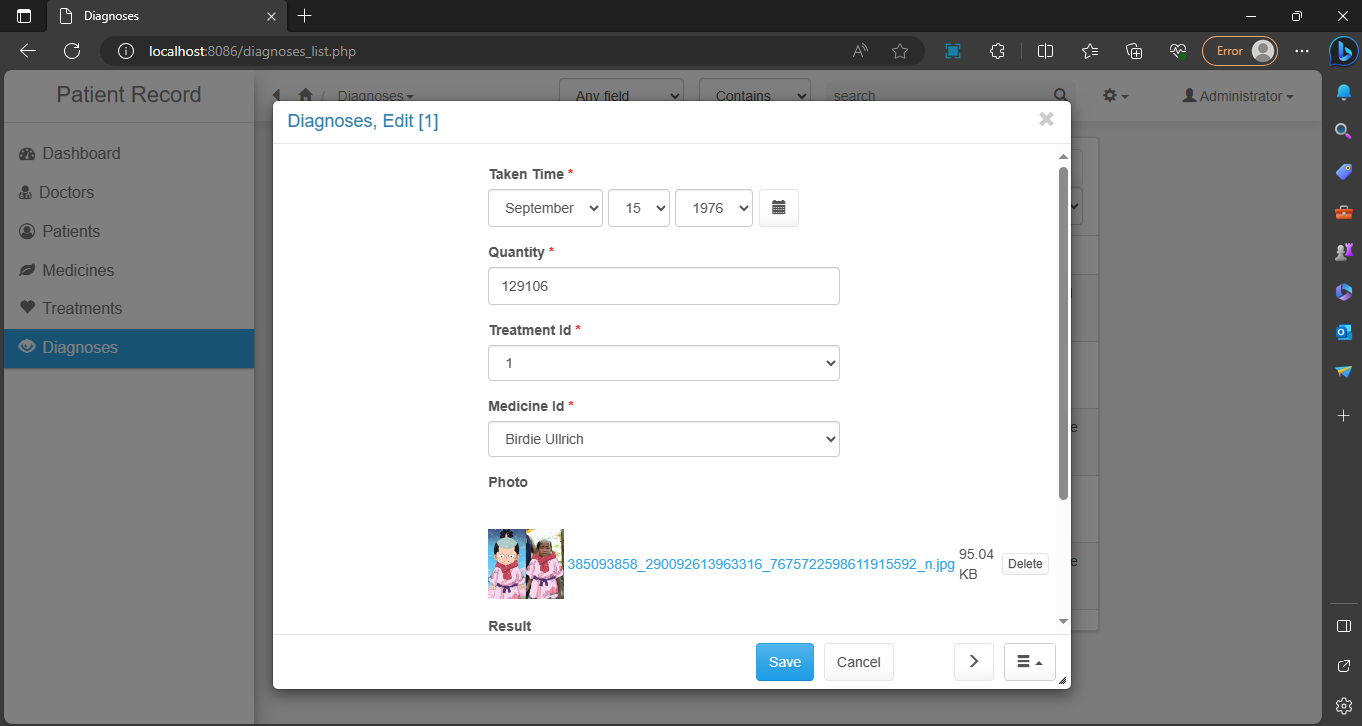 Diagnoses
localhost:8086/diagnoses_list.php
Error
Patient Record
Diagnoses
Any field
Contains
search
Administrator
Diagnoses, Edit [1]
Dashboard
Doctors
Patients
Medicines
Treatments
Diagnoses
Taken Time *
September 15 1976
Quantity *
129106
Treatment Id *
1
Medicine Id *
Birdie Ullrich
Photo
385093858_290092613963316_7675722598611915592_n.jpg
95.04
KB
Delete
Result
Save
Cancel